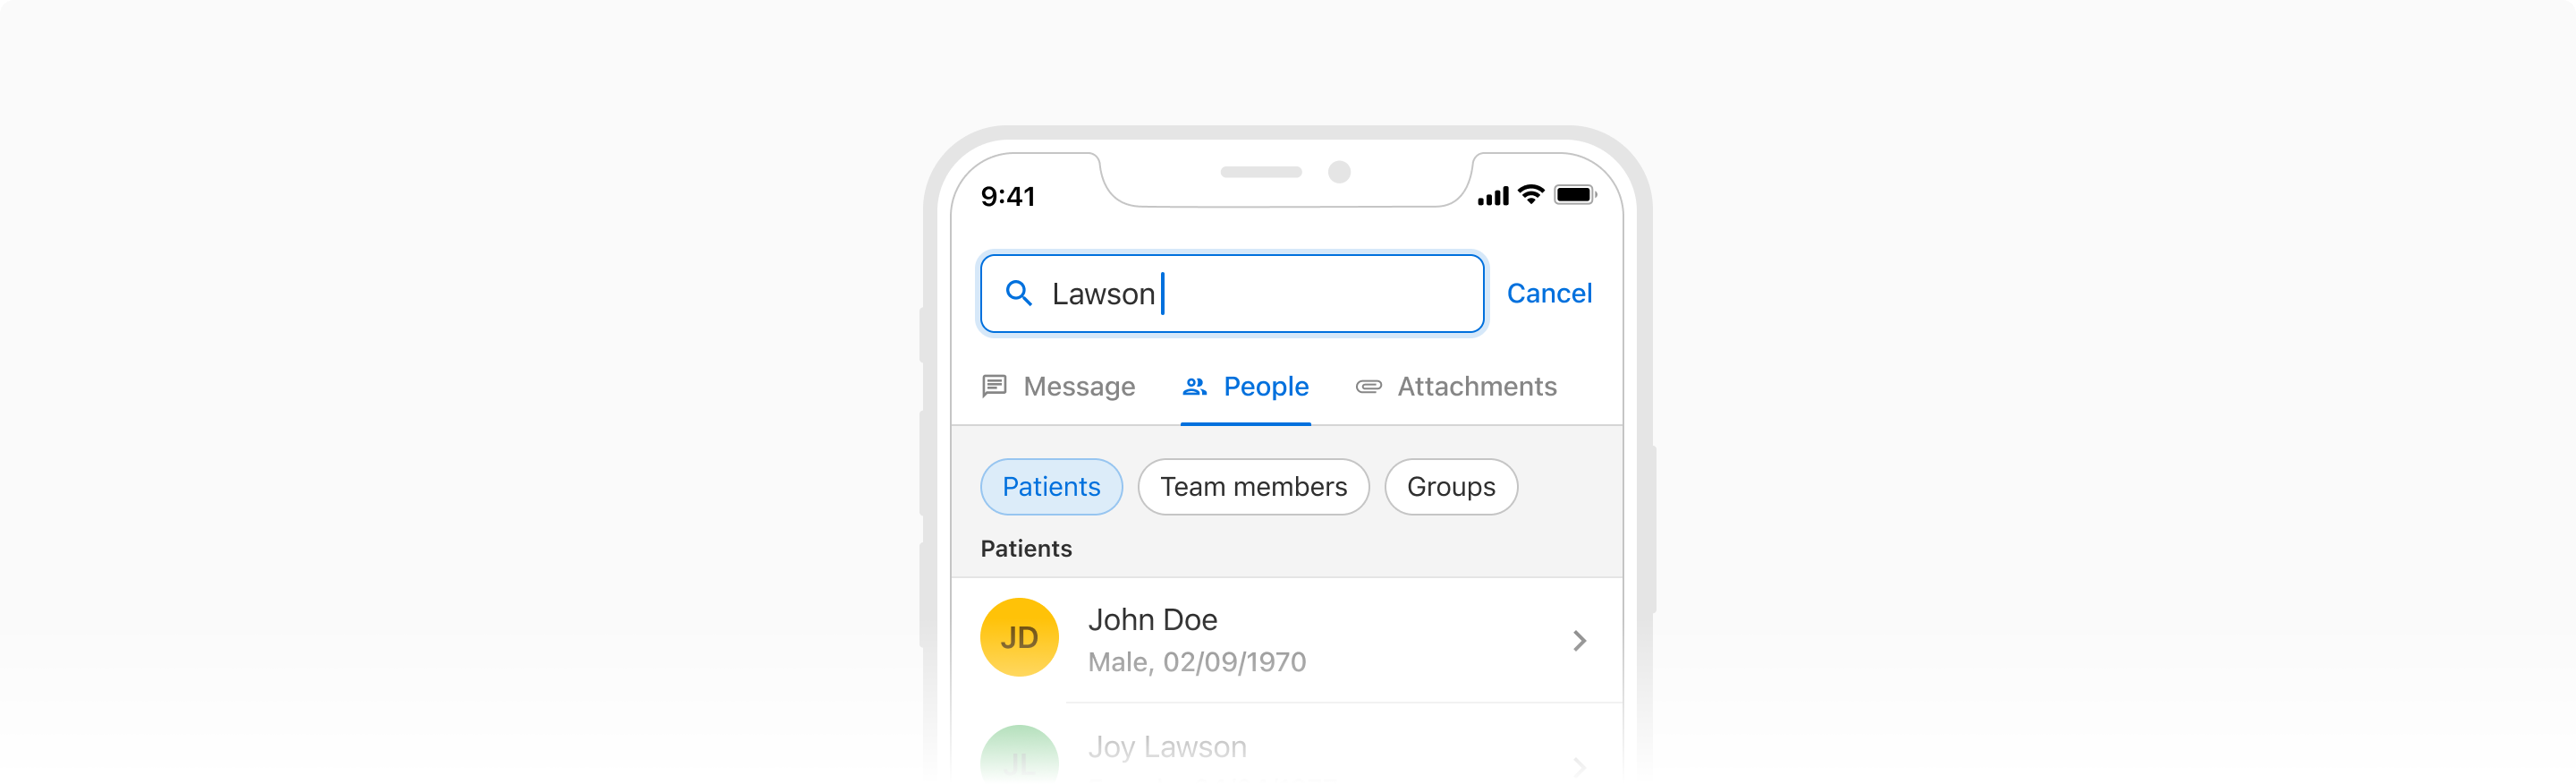 9:41
Lawson Cancel
Message People Attachments
Patients Team members Groups
Patients
JD John Doe
Male, 02/09/1970
JL Joy Lawson